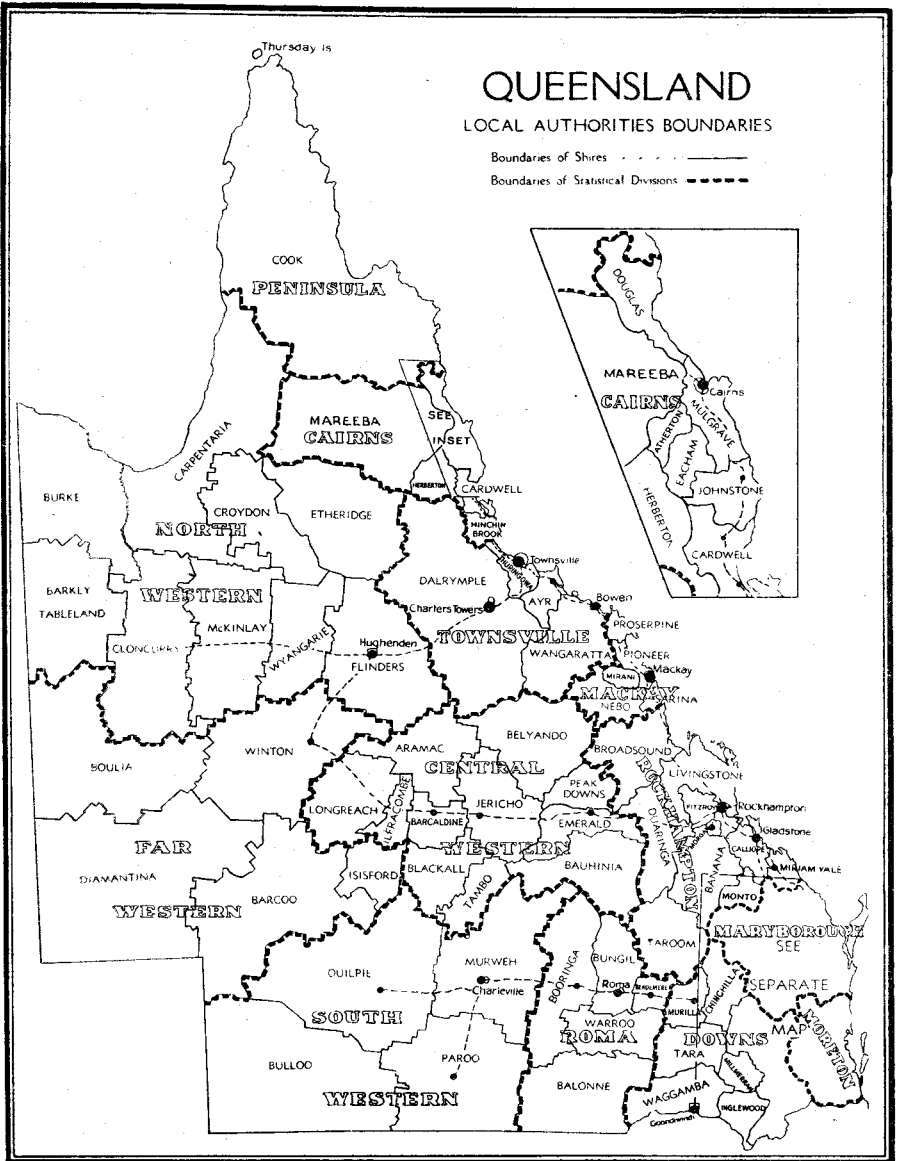 Thursday Is
QUEENSLAND
LOCAL AUTHORITIES BOUNDARIES
Boundaries of Shires
Boundaries of Statistical Divisions
COOK
PENINSULA
DOUGLAS
MAREEBA
CAIRNS
Cairns
MULGRAVE
ATHERTON
EACHAM
JOHNSTONE
HERBERTON
CARDWELL
SEE
INSET
MAREEBA
CAIRNS
HERBERTON
CARDWELL
CARPENTARIA
BURKE
CROYDON
NORTH
ETHERIDGE
HINCHIN
BROOK
Townsville
THURINGOWA
DALRYMPLE
BARKLY
TABLELAND
WESTERN
McKINLAY
Charters Towers
AYR
Bowen
PROSERPINE
CLONCURRY
WYANGARIE
Hughenden
FLINDERS
TOWNSVILLE
WANGARATTA
PIONEER
MIRANI
Mackay
MACKAY
SARINA
NEBO
BOULIA
WINTON
ARAMAC
BELYANDO
BROADSOUND
CENTRAL
LIVINGSTONE
PEAK
DOWNS
LONGREACH
ILFRACOMBE
BARCALDINE
JERICHO
EMERALD
ROCKHAMPTON
FITZROY
Rockhampton
DUARINGA
Gladstone
CALLIOPE
FAR
WESTERN
BLACKALL
BAUHINIA
BANANA
MIRIAM VALE
DIAMANTINA
ISISFORD
TAMBO
MONTO
WESTERN
BARCOO
MARYBOROUGH
SEE
TAROOM
QUILPIE
MURWEH
Charleville
BOORINGA
BUNGIL
Roma
BENDEMERE
CHINCHILLA
SEPARATE
MAP
MURILLA
SOUTH
WARROO
ROMA
DOWNS
MORETON
BULLOO
PAROO
TARA
MILLMERRAN
BALONNE
WAGGAMBA
WESTERN
INGLEWOOD
Goondiwindi